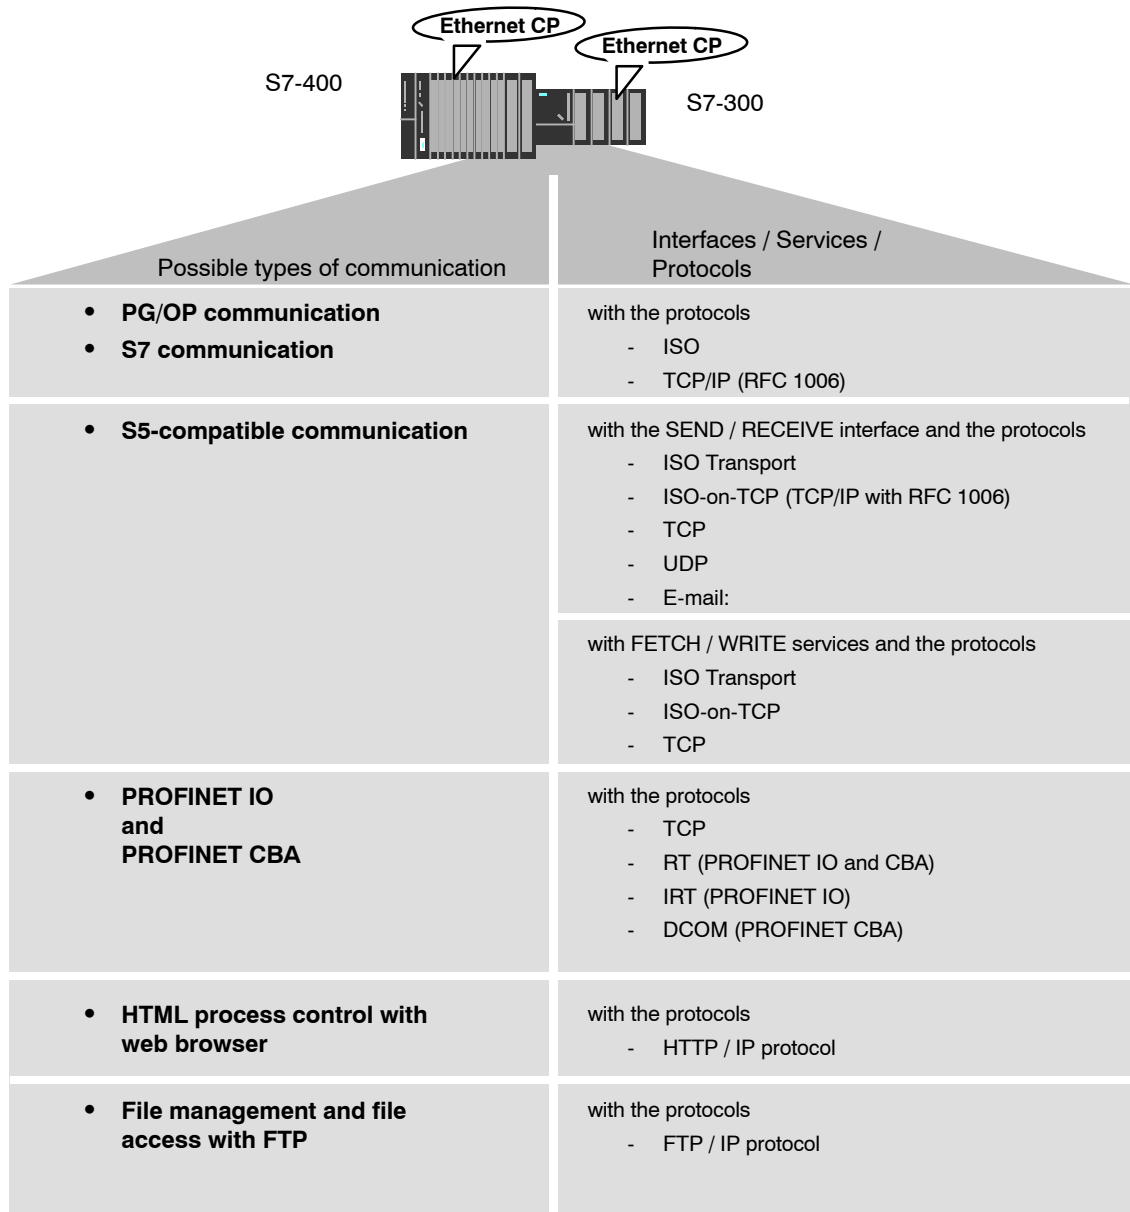 Ethernet CP
Ethernet CP
S7-400
S7-300
Possible types of communication
Interfaces / Services /
Protocols
• PG/OP communication
• S7 communication
with the protocols
- ISO
- TCP/IP (RFC 1006)
• S5-compatible communication
with the SEND / RECEIVE interface and the protocols
- ISO Transport
- ISO-on-TCP (TCP/IP with RFC 1006)
- TCP
- UDP
- E-mail:
with FETCH / WRITE services and the protocols
- ISO Transport
- ISO-on-TCP
- TCP
• PROFINET IO
and
PROFINET CBA
with the protocols
- TCP
- RT (PROFINET IO and CBA)
- IRT (PROFINET IO)
- DCOM (PROFINET CBA)
• HTML process control with
web browser
with the protocols
- HTTP / IP protocol
• File management and file
access with FTP
with the protocols
- FTP / IP protocol